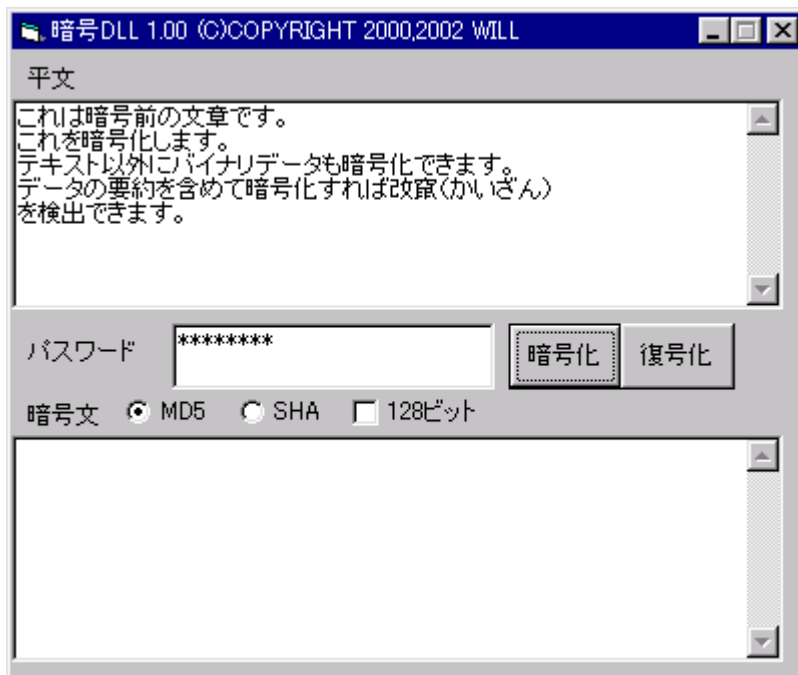 暗号DLL 1.00 (C)COPYRIGHT 2000,2002 WILL
平文
これは暗号前の文章です。
これを暗号化します。
テキスト以外にバイナリデータも暗号化できます。
データの要約を含めて暗号化すれば改竄(かいざん)
を検出できます。
パスワード ******** 暗号化 復号化
暗号文 MD5 SHA 128ビット